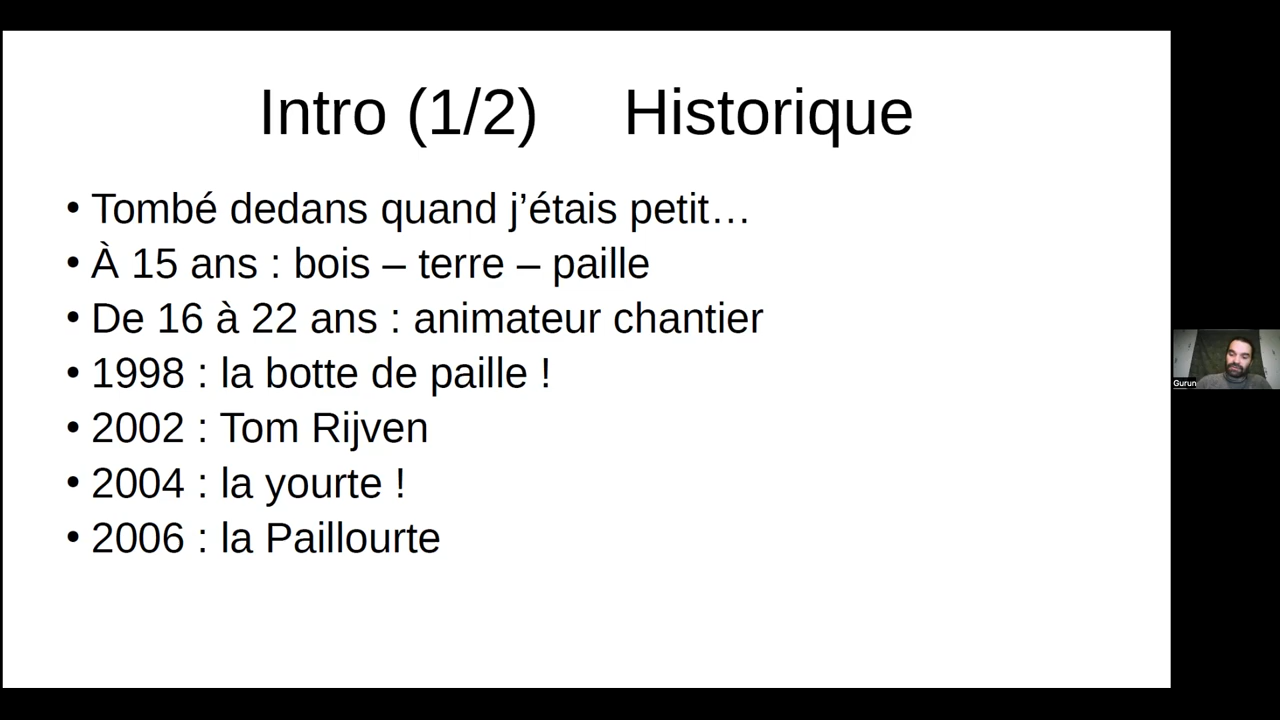 Intro (1/2) Historique
• Tombé dedans quand j’étais petit…
• À 15 ans : bois – terre – paille
• De 16 à 22 ans : animateur chantier
• 1998 : la botte de paille !
• 2002 : Tom Rijven
• 2004 : la yourte !
• 2006 : la Paillourte
Gurun